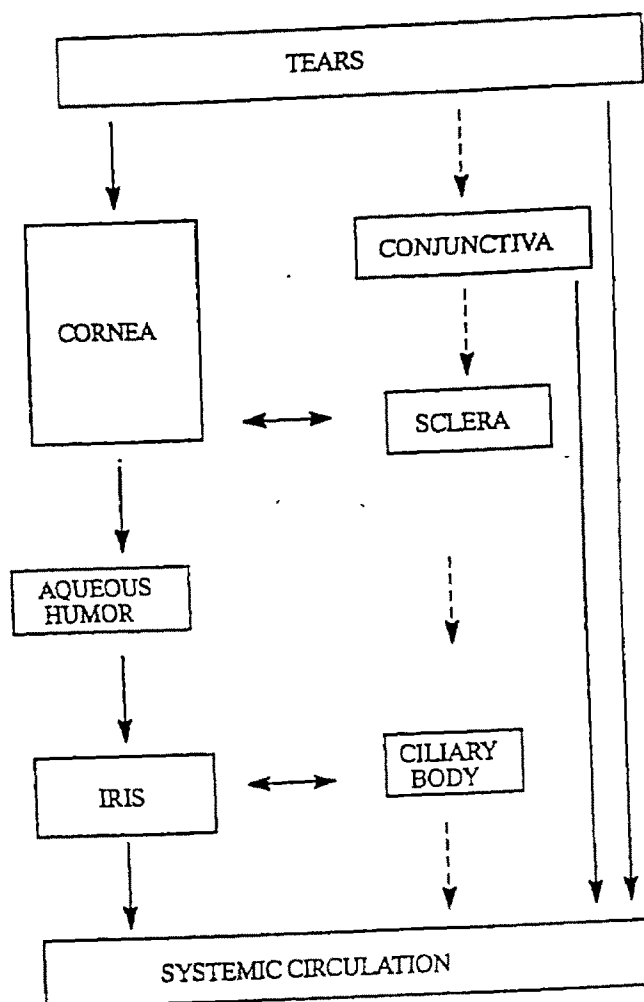 TEARS
CONJUNCTIVA
CORNEA
SCLERA
AQUEOUS
HUMOR
CILIARY
BODY
IRIS
SYSTEMIC CIRCULATION